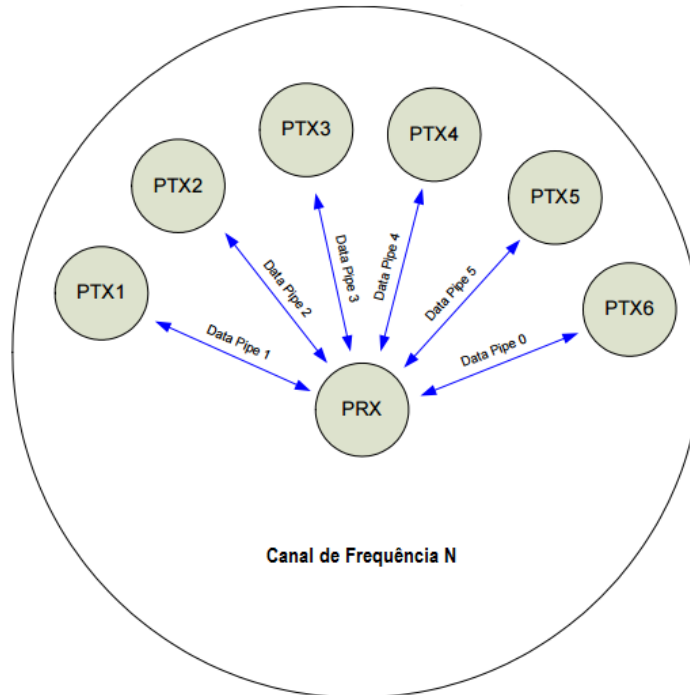 PTX3
PTX4
PTX2
PTX5
PTX1
PTX6
Data Pipe 1
Data Pipe 2
Data Pipe 3
Data Pipe 4
Data Pipe 5
Data Pipe 0
PRX
Canal de Frequência N